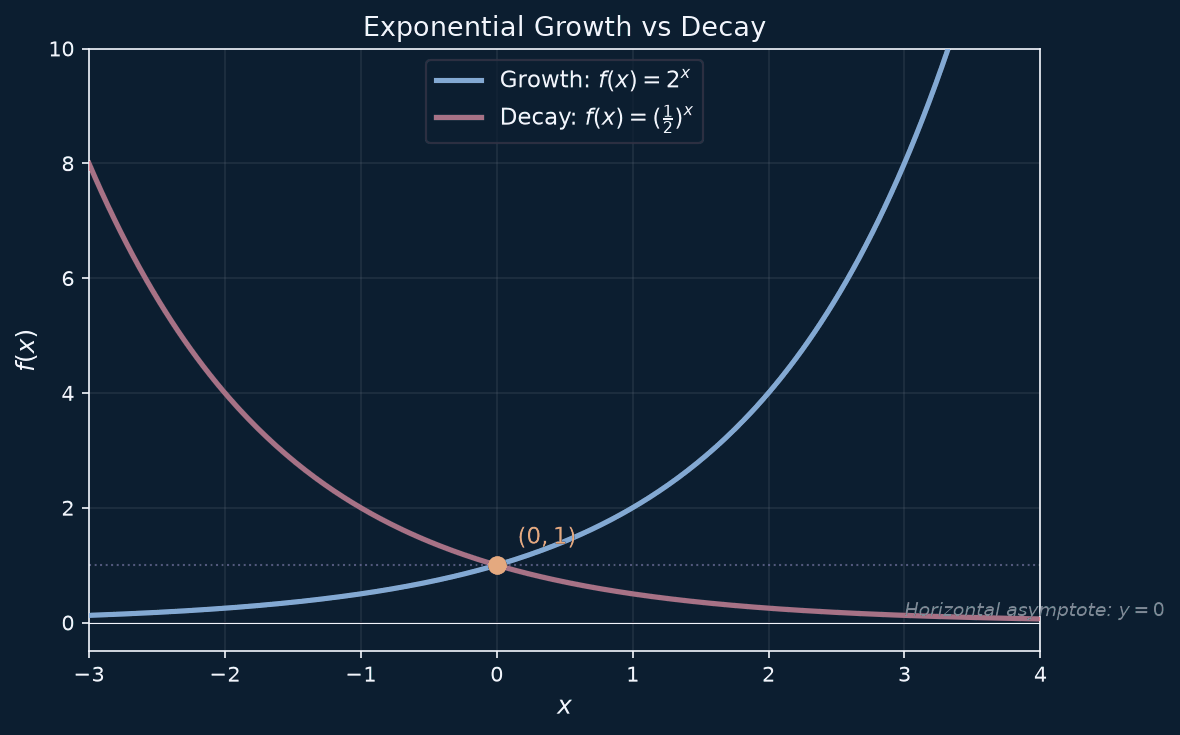 Exponential Growth vs Decay
10
Growth: f(x) = 2^x
Decay: f(x) = (1/2)^x
8
6
f(x)
4
2
(0, 1)
Horizontal asymptote: y = 0
0
−3 −2 −1 0 1 2 3 4
x